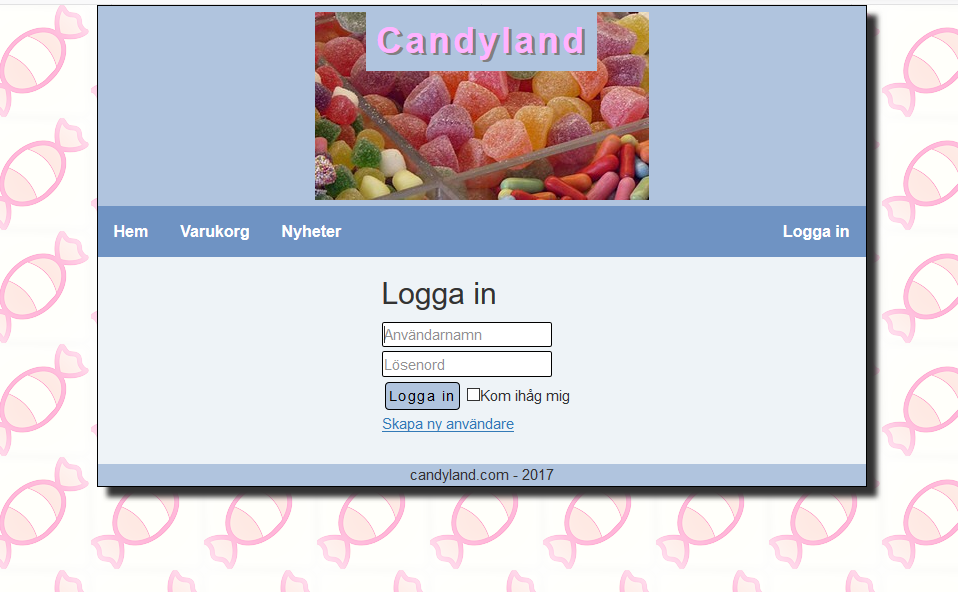 Candyland
Hem Varukorg Nyheter Logga in
Logga in
Användarnamn
Lösenord
Logga in Kom ihåg mig
Skapa ny användare
candyland.com - 2017